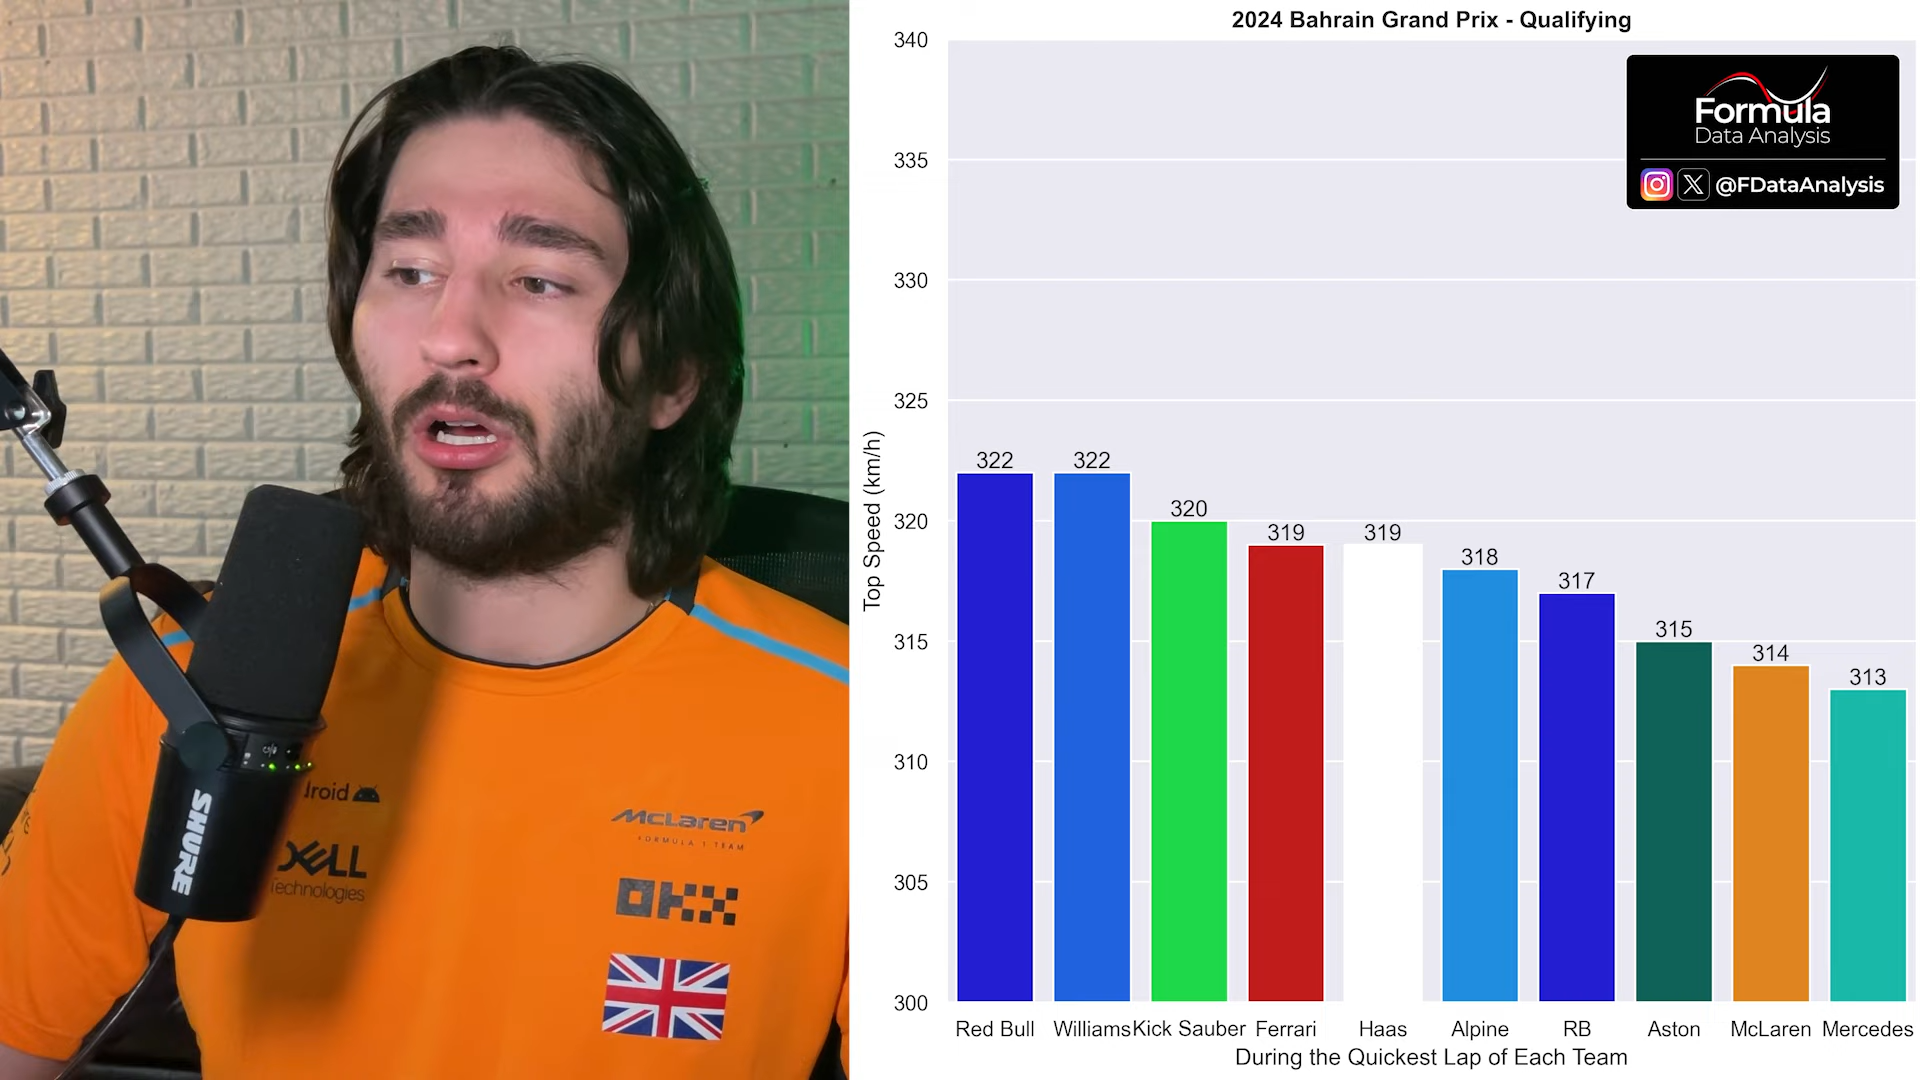 2024 Bahrain Grand Prix - Qualifying
Formula
Data Analysis
@FDataAnalysis
Top Speed (km/h)
340
335
330
325
320
315
310
305
300
322
322
320
319
319
318
317
315
314
313
Red Bull
Williams
Kick Sauber
Ferrari
Haas
Alpine
RB
Aston
McLaren
Mercedes
During the Quickest Lap of Each Team
SHURE
droid
DELL
Technologies
McLaren
FORMULA 1 TEAM
OKX